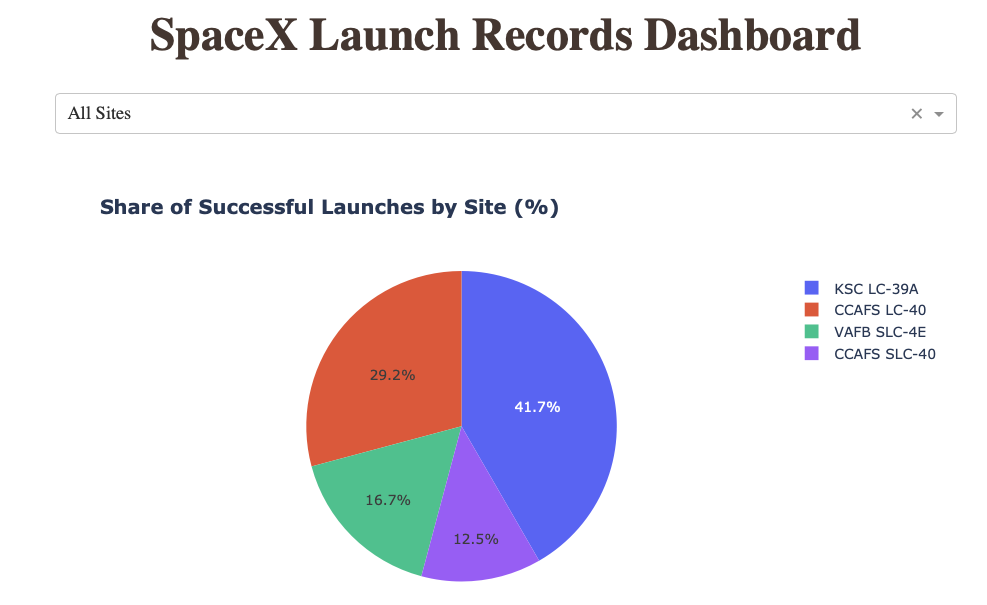 SpaceX Launch Records Dashboard
All Sites
Share of Successful Launches by Site (%)
KSC LC-39A
CCAFS LC-40
VAFB SLC-4E
CCAFS SLC-40
29.2%
41.7%
16.7%
12.5%